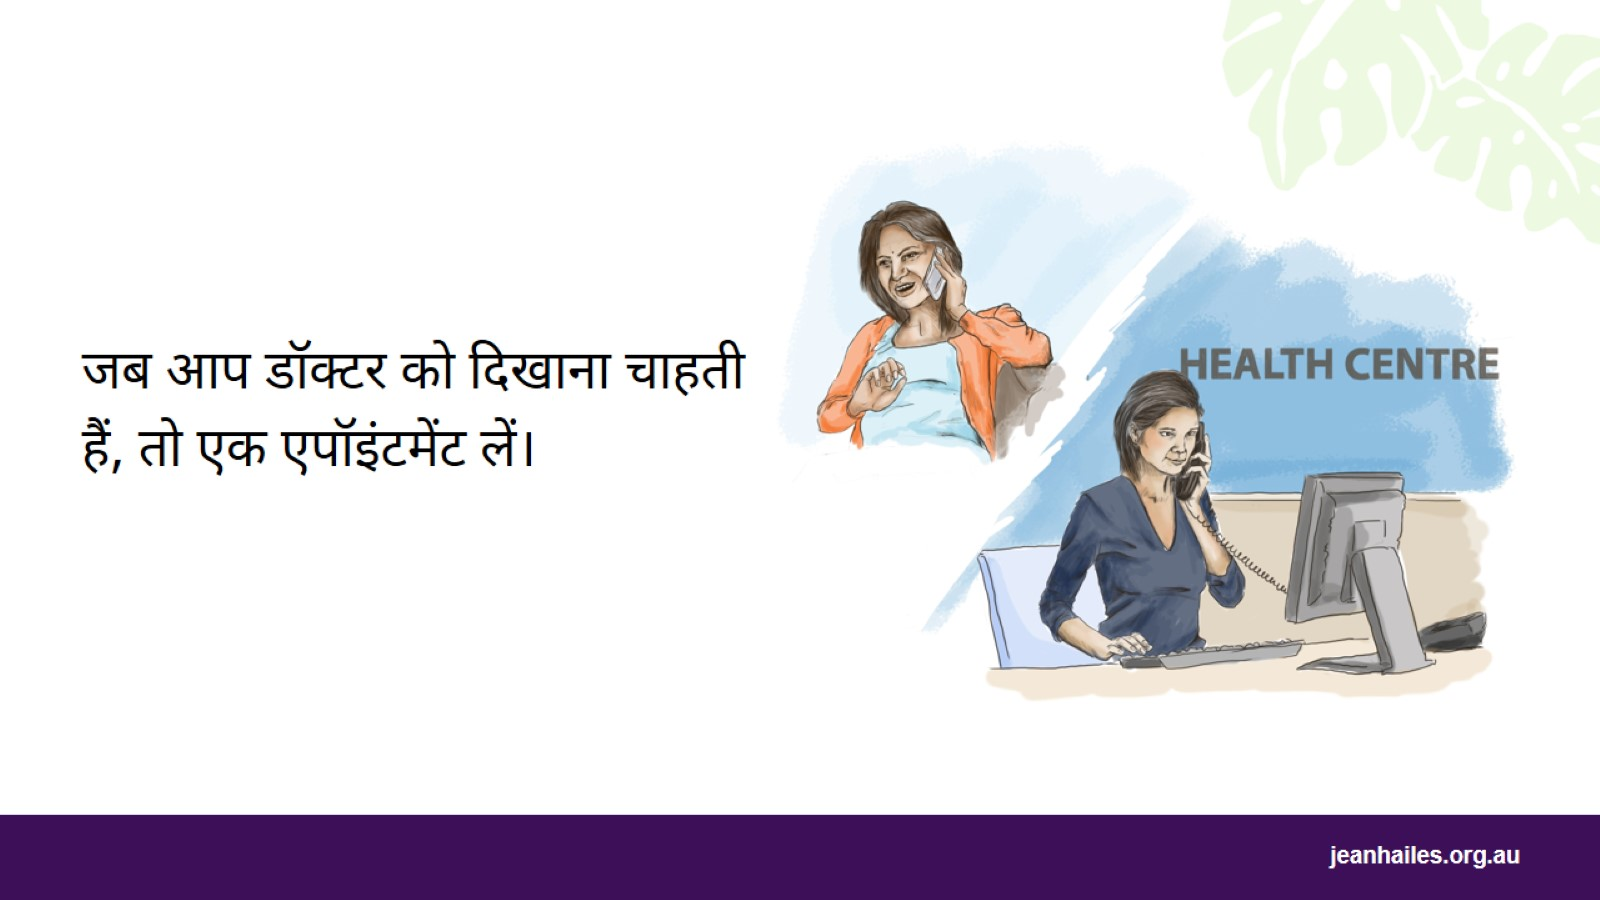 जब आप डॉक्टर को दिखाना चाहती
हैं, तो एक एपॉइंटमेंट लें।
HEALTH CENTRE
jeanhailes.org.au